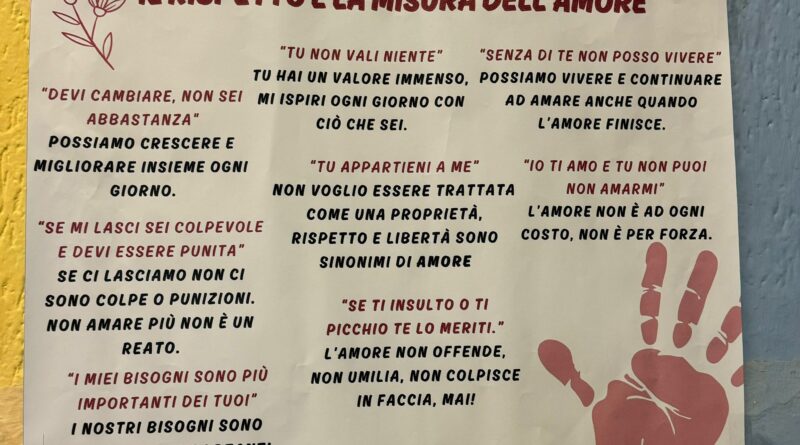 IL RISPETTO È LA MISURA DELL'AMORE
"DEVI CAMBIARE, NON SEI
ABBASTANZA"
POSSIAMO CRESCERE E
MIGLIORARE INSIEME OGNI
GIORNO.
"SE MI LASCI SEI COLPEVOLE
E DEVI ESSERE PUNITA"
SE CI LASCIAMO NON CI
SONO COLPE O PUNIZIONI.
NON AMARE PIÙ NON È UN
REATO.
"I MIEI BISOGNI SONO PIÙ
IMPORTANTI DEI TUOI"
I NOSTRI BISOGNI SONO
"TU NON VALI NIENTE"
TU HAI UN VALORE IMMENSO,
MI ISPIRI OGNI GIORNO CON
CIÒ CHE SEI.
"TU APPARTIENI A ME"
NON VOGLIO ESSERE TRATTATA
COME UNA PROPRIETÀ,
RISPETTO E LIBERTÀ SONO
SINONIMI DI AMORE
"SE TI INSULTO O TI
PICCHIO TE LO MERITI."
L'AMORE NON OFFENDE,
NON UMILIA, NON COLPISCE
IN FACCIA, MAI!
"SENZA DI TE NON POSSO VIVERE"
POSSIAMO VIVERE E CONTINUARE
AD AMARE ANCHE QUANDO
L'AMORE FINISCE.
"IO TI AMO E TU NON PUOI
NON AMARMI"
L'AMORE NON È AD OGNI
COSTO, NON È PER FORZA.